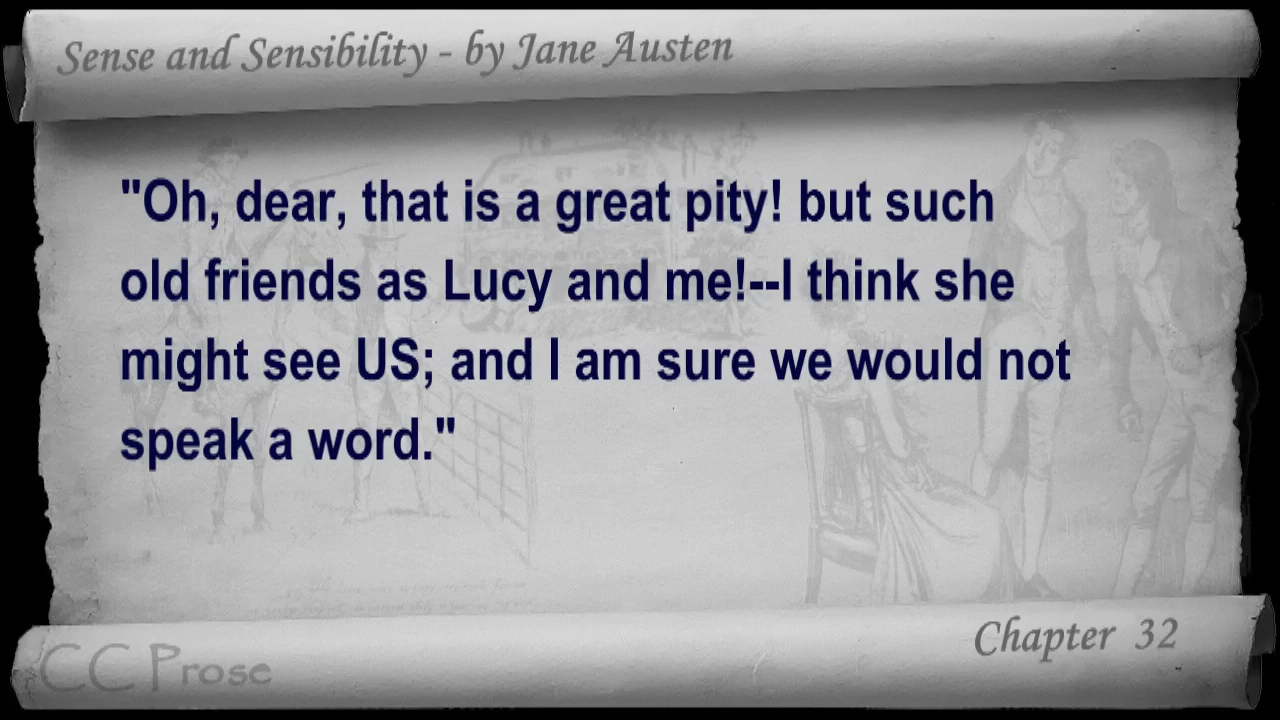 Sense and Sensibility - by Jane Austen
"Oh, dear, that is a great pity! but such
old friends as Lucy and me!--I think she
might see US; and I am sure we would not
speak a word."
Chapter 32
CC Prose